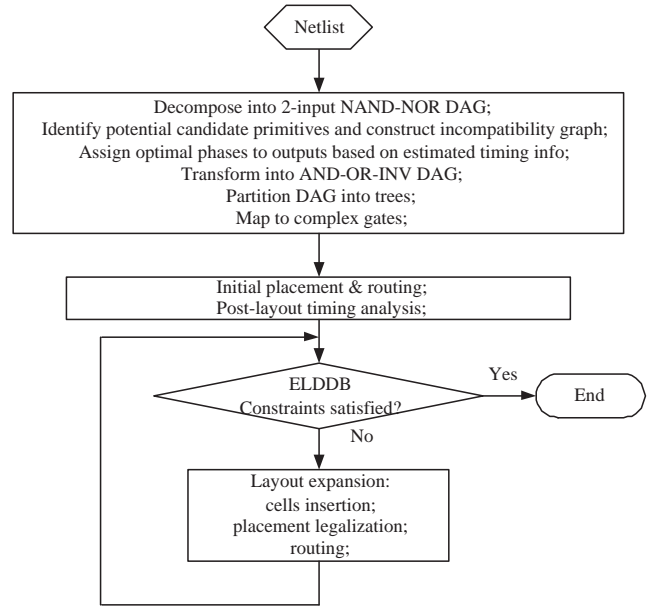 Netlist
Decompose into 2-input NAND-NOR DAG;
Identify potential candidate primitives and construct incompatibility graph;
Assign optimal phases to outputs based on estimated timing info;
Transform into AND-OR-INV DAG;
Partition DAG into trees;
Map to complex gates;
Initial placement & routing;
Post-layout timing analysis;
ELDDB
Constraints satisfied?
Yes
End
No
Layout expansion:
cells insertion;
placement legalization;
routing;